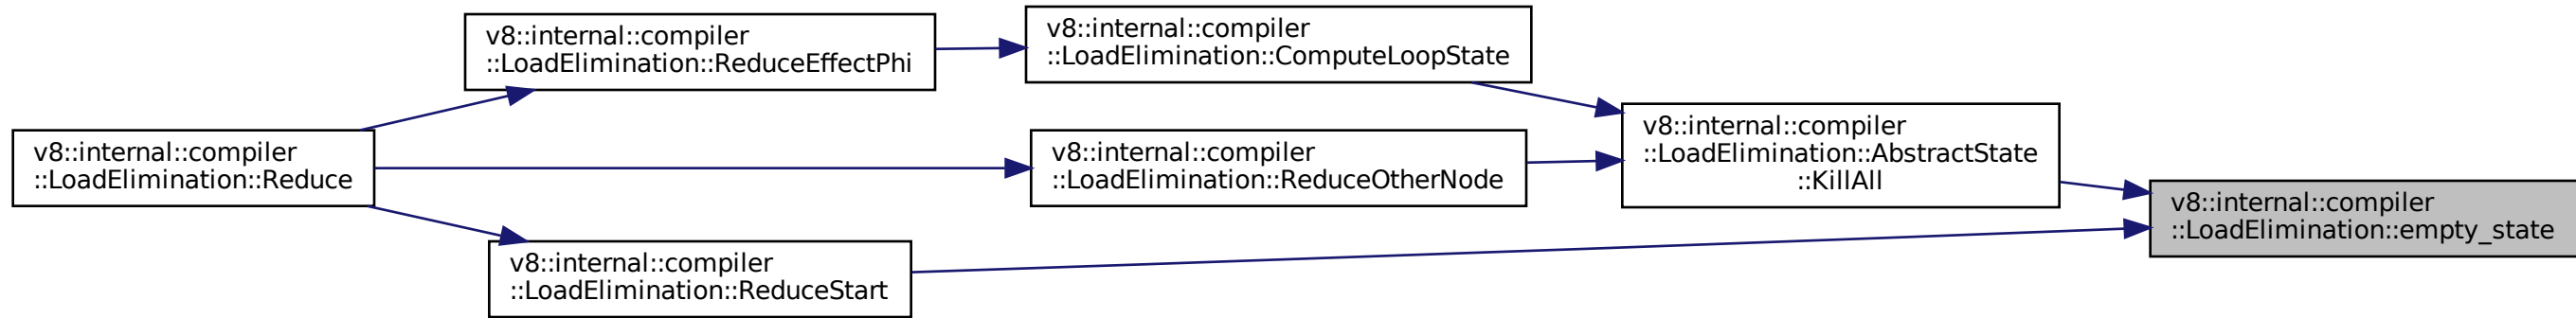 v8::internal::compiler
::LoadElimination::Reduce
v8::internal::compiler
::LoadElimination::ReduceEffectPhi
v8::internal::compiler
::LoadElimination::ComputeLoopState
v8::internal::compiler
::LoadElimination::ReduceOtherNode
v8::internal::compiler
::LoadElimination::ReduceStart
v8::internal::compiler
::LoadElimination::AbstractState
::KillAll
v8::internal::compiler
::LoadElimination::empty_state